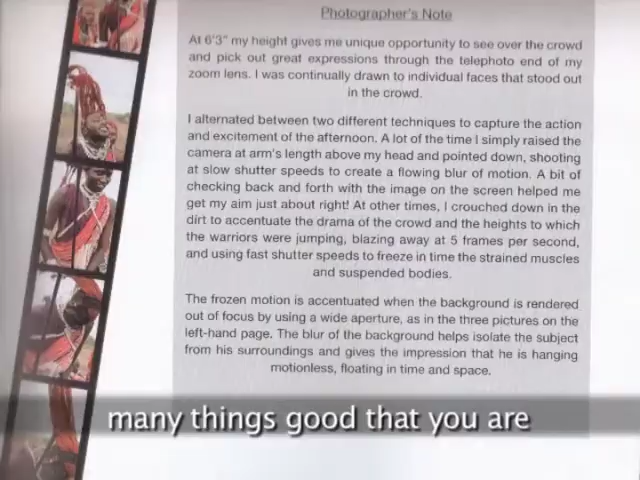 Photographer's Note
At 6'3" my height gives me unique opportunity to see over the crowd
and pick out great expressions through the telephoto end of my
zoom lens. I was continually drawn to individual faces that stood out
in the crowd.
I alternated between two different techniques to capture the action
and excitement of the afternoon. A lot of the time I simply raised the
camera at arm's length above my head and pointed down, shooting
at slow shutter speeds to create a flowing blur of motion. A bit of
checking back and forth with the image on the screen helped me
get my aim just about right! At other times, I crouched down in the
dirt to accentuate the drama of the crowd and the heights to which
the warriors were jumping, blazing away at 5 frames per second,
and using fast shutter speeds to freeze in time the strained muscles
and suspended bodies.
The frozen motion is accentuated when the background is rendered
out of focus by using a wide aperture, as in the three pictures on the
left-hand page. The blur of the background helps isolate the subject
from his surroundings and gives the impression that he is hanging
motionless, floating in time and space.
many things good that you are